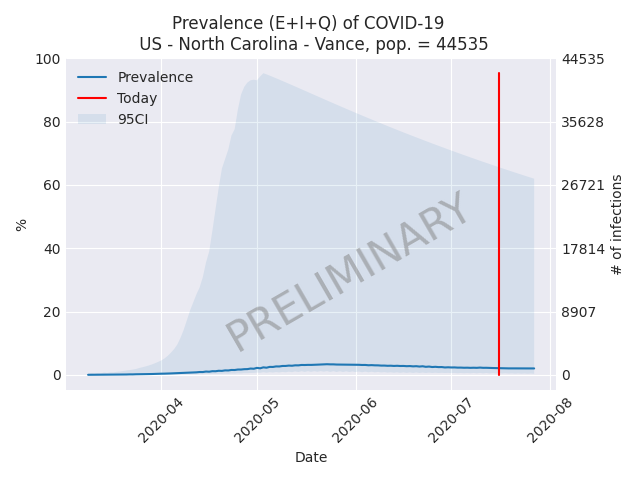 Prevalence (E+I+Q) of COVID-19
US - North Carolina - Vance, pop. = 44535
100
80
60
40
20
0
%
Prevalence
Today
95CI
PRELIMINARY
44535
35628
26721
17814
8907
0
# of infections
2020-04
2020-05
2020-06
2020-07
2020-08
Date